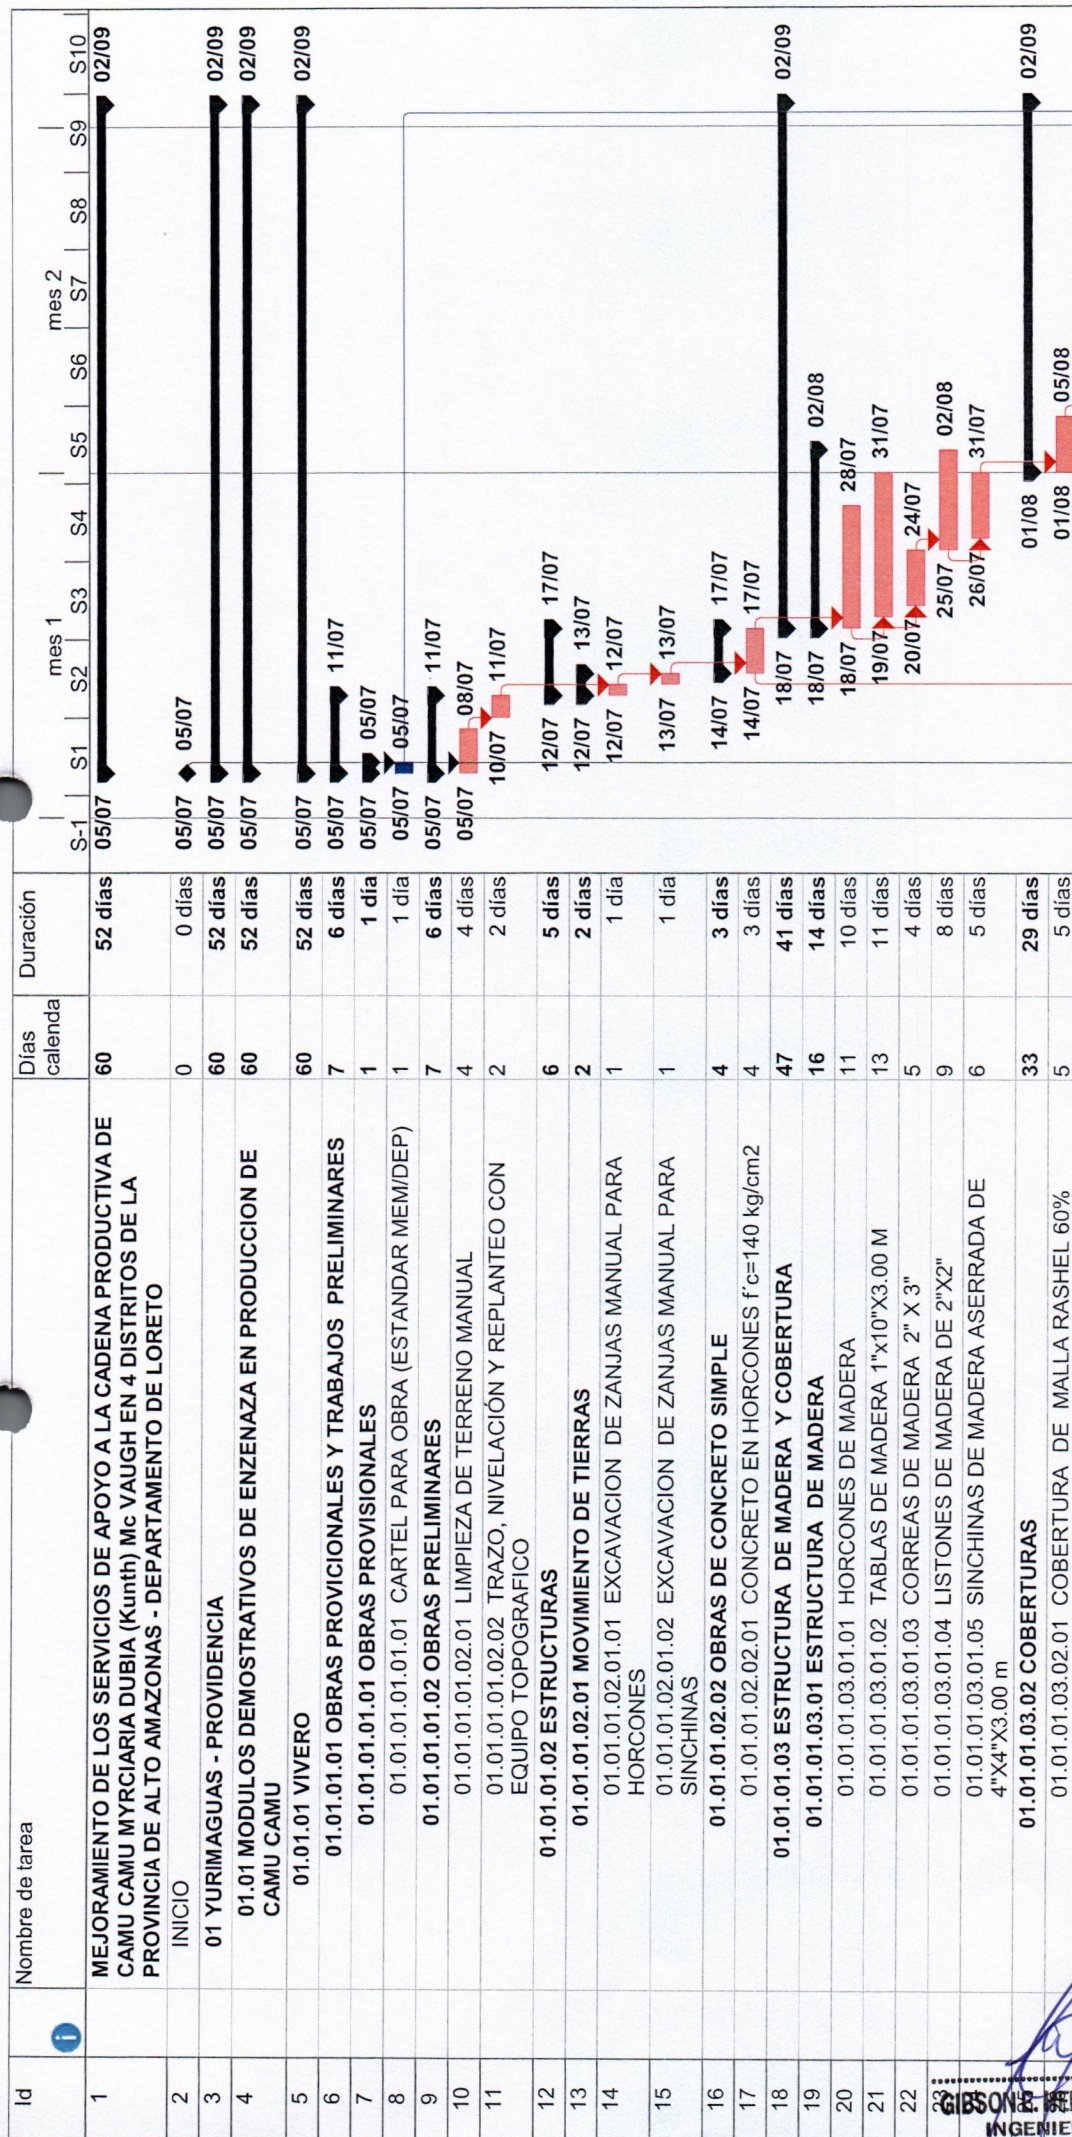 Id
Nombre de tarea
Días
calenda
Duración
mes 1
mes 2
S-1 S1 S2 S3 S4 S5 S6 S7 S8 S9 S10
1 MEJORAMIENTO DE LOS SERVICIOS DE APOYO A LA CADENA PRODUCTIVA DE
CAMU CAMU MYRCIARIA DUBIA (Kunth) Mc VAUGH EN 4 DISTRITOS DE LA
PROVINCIA DE ALTO AMAZONAS - DEPARTAMENTO DE LORETO
60 52 días 05/07 02/09
2 INICIO 0 0 días 05/07 05/07
3 01 YURIMAGUAS - PROVIDENCIA 60 52 días 05/07 02/09
4 01.01 MODULOS DEMOSTRATIVOS DE ENZENAZA EN PRODUCCION DE
CAMU CAMU
60 52 días 05/07 02/09
5 01.01.01 VIVERO 60 52 días 05/07 02/09
6 01.01.01.01 OBRAS PROVICIONALES Y TRABAJOS PRELIMINARES 7 6 días 05/07 11/07
7 01.01.01.01.01 OBRAS PROVISIONALES 1 1 día 05/07 05/07
8 01.01.01.01.01.01 CARTEL PARA OBRA (ESTANDAR MEM/DEP) 1 1 día 05/07 05/07
9 01.01.01.01.02 OBRAS PRELIMINARES 7 6 días 05/07 11/07
10 01.01.01.01.02.01 LIMPIEZA DE TERRENO MANUAL 4 4 días 05/07 08/07
11 01.01.01.01.02.02 TRAZO, NIVELACIÓN Y REPLANTEO CON
EQUIPO TOPOGRAFICO
2 2 días 10/07 11/07
12 01.01.01.02 ESTRUCTURAS 6 5 días 12/07 17/07
13 01.01.01.02.01 MOVIMIENTO DE TIERRAS 2 2 días 12/07 13/07
14 01.01.01.02.01.01 EXCAVACION DE ZANJAS MANUAL PARA
HORCONES
1 1 día 12/07 12/07
15 01.01.01.02.01.02 EXCAVACION DE ZANJAS MANUAL PARA
SINCHINAS
1 1 día 13/07 13/07
16 01.01.01.02.02 OBRAS DE CONCRETO SIMPLE 4 3 días 14/07 17/07
17 01.01.01.02.02.01 CONCRETO EN HORCONES f´c=140 kg/cm2 4 3 días 14/07 17/07
18 01.01.01.03 ESTRUCTURA DE MADERA Y COBERTURA 47 41 días 18/07 02/09
19 01.01.01.03.01 ESTRUCTURA DE MADERA 16 14 días 18/07 02/08
20 01.01.01.03.01.01 HORCONES DE MADERA 11 10 días 18/07 28/07
21 01.01.01.03.01.02 TABLAS DE MADERA 1"x10"X3.00 M 13 11 días 19/07 31/07
22 01.01.01.03.01.03 CORREAS DE MADERA 2" X 3" 5 4 días 20/07 24/07
01.01.01.03.01.04 LISTONES DE MADERA DE 2"X2" 9 8 días 25/07 02/08
01.01.01.03.01.05 SINCHINAS DE MADERA ASERRADA DE
4"X4"X3.00 m
6 5 días 26/07 31/07
01.01.01.03.02 COBERTURAS 33 29 días 01/08 02/09
01.01.01.03.02.01 COBERTURA DE MALLA RASHEL 60% 5 5 días 01/08 05/08
GIBSON